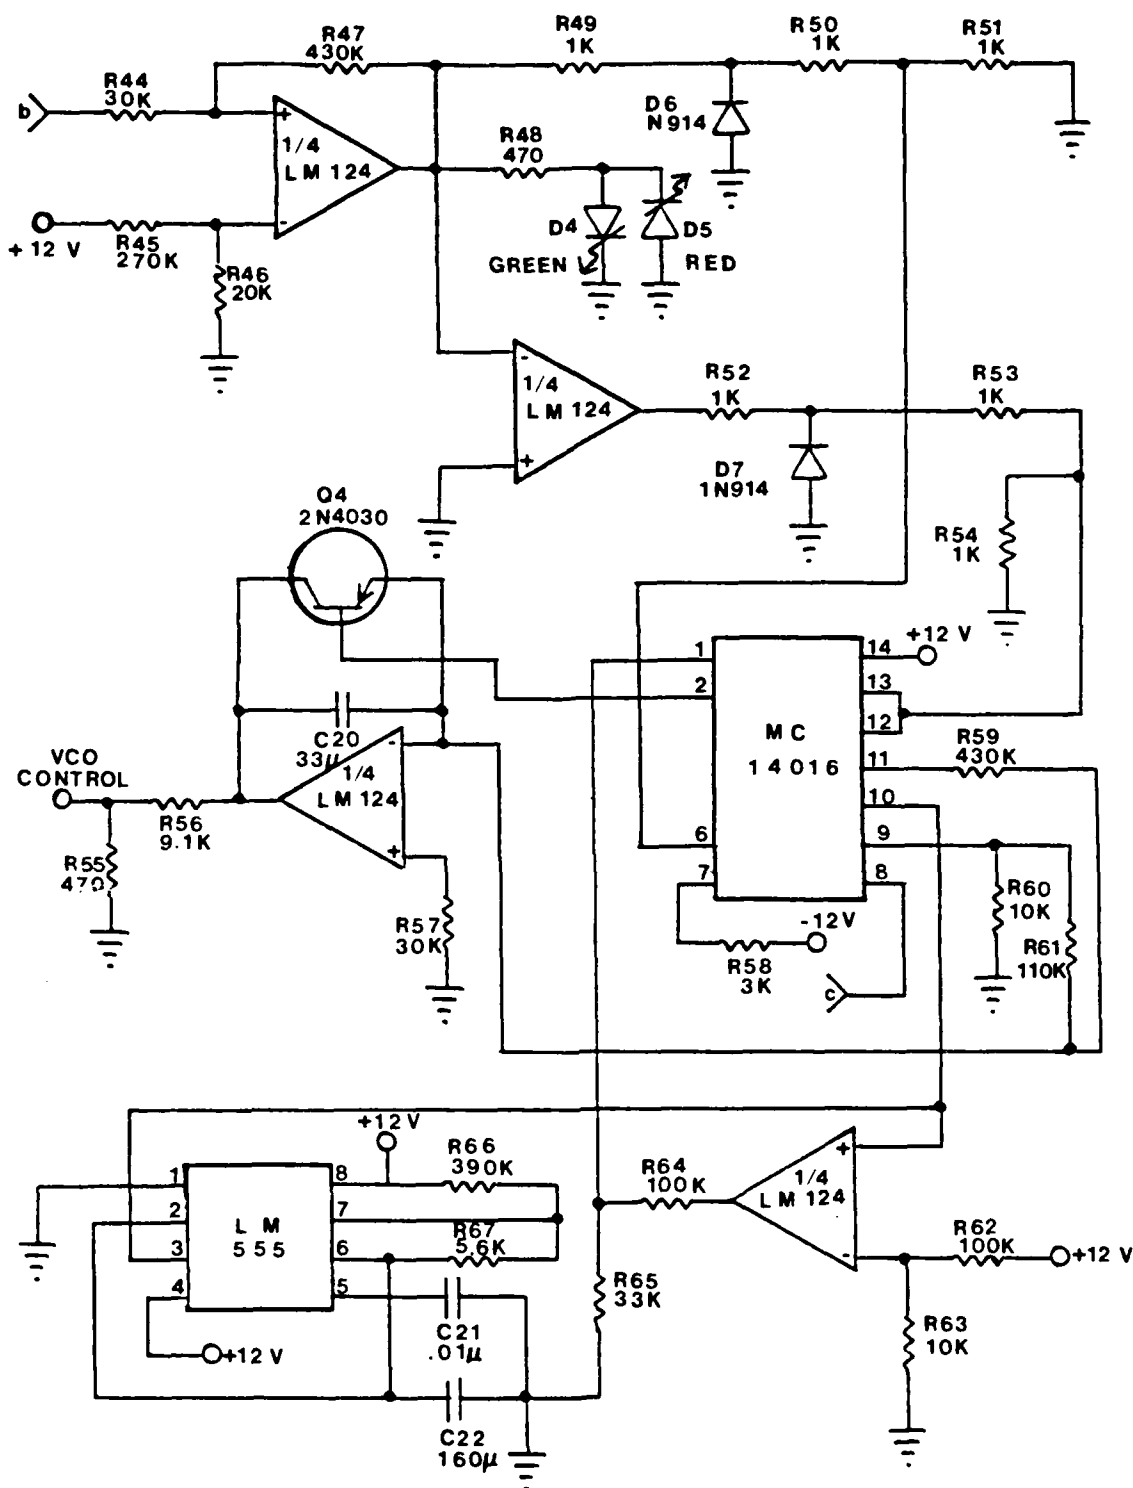 R47
430K
R49
1K
R50
1K
R51
1K
R44
30K
b
+
1/4
LM 124
-
+12 V
R45
270K
R46
20K
R48
470
D6
N914
D4
D5
GREEN
RED
-
1/4
LM 124
+
R52
1K
R53
1K
D7
1N914
R54
1K
Q4
2N4030
C20
33µ
-
1/4
LM 124
+
VCO
CONTROL
R56
9.1K
R55
470
R57
30K
MC
14016
1
2
6
7
14
13
12
11
10
9
8
+12 V
R59
430K
R60
10K
R61
110K
-12V
R58
3K
c
+12 V
R66
390K
R67
5.6K
LM
555
1
2
3
4
8
7
6
5
+12 V
C21
.01µ
C22
160µ
R64
100K
R65
33K
+
1/4
LM 124
-
R62
100K
+12 V
R63
10K